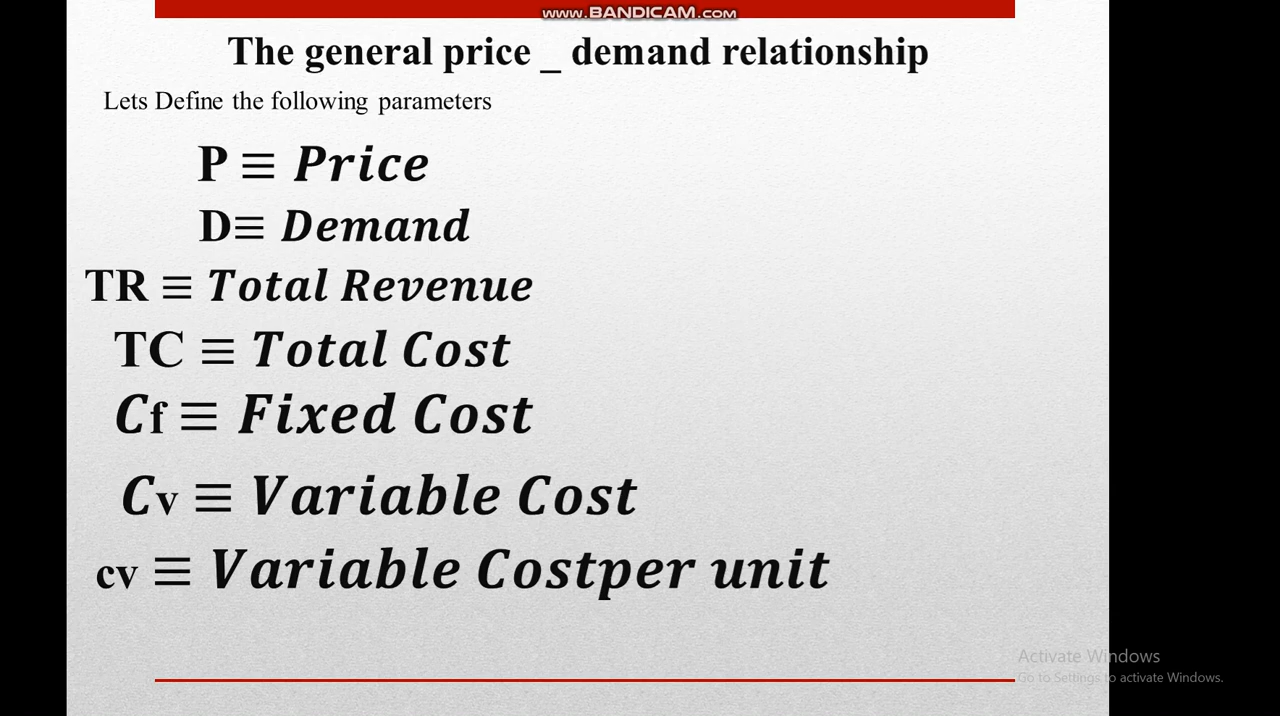 www.BANDICAM.com
The general price _ demand relationship
Lets Define the following parameters
P ≡ Price
D≡ Demand
TR ≡ Total Revenue
TC ≡ Total Cost
Cf ≡ Fixed Cost
Cv ≡ Variable Cost
cv ≡ Variable Costper unit
Activate Windows
Go to Settings to activate Windows.